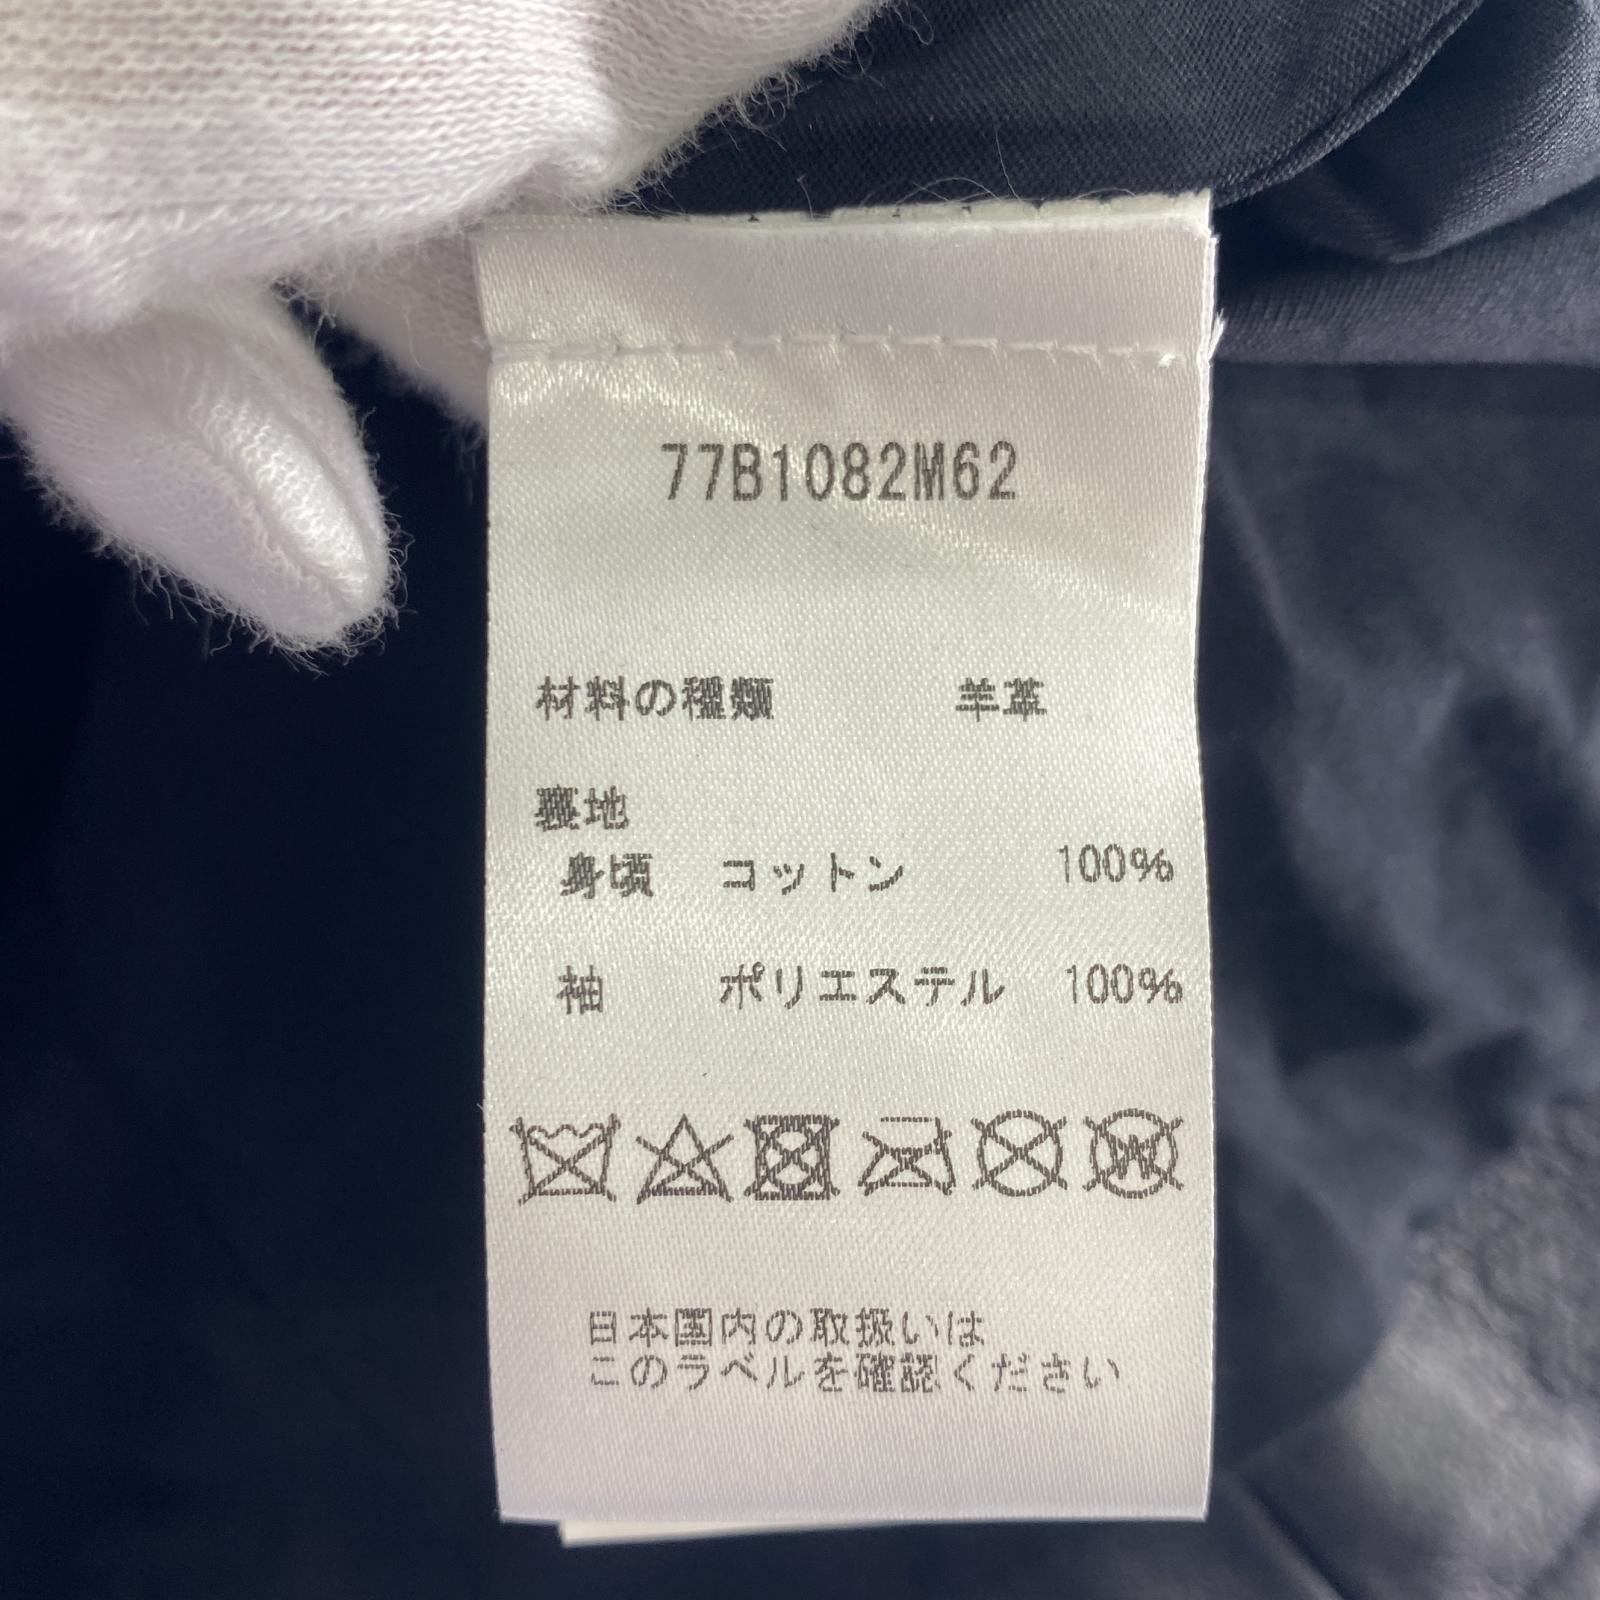 77B1082M62
材料の種類 羊革
裏地
身頃 コットン 100%
袖 ポリエステル 100%
W
日本国内の取扱いは
このラベルを確認ください